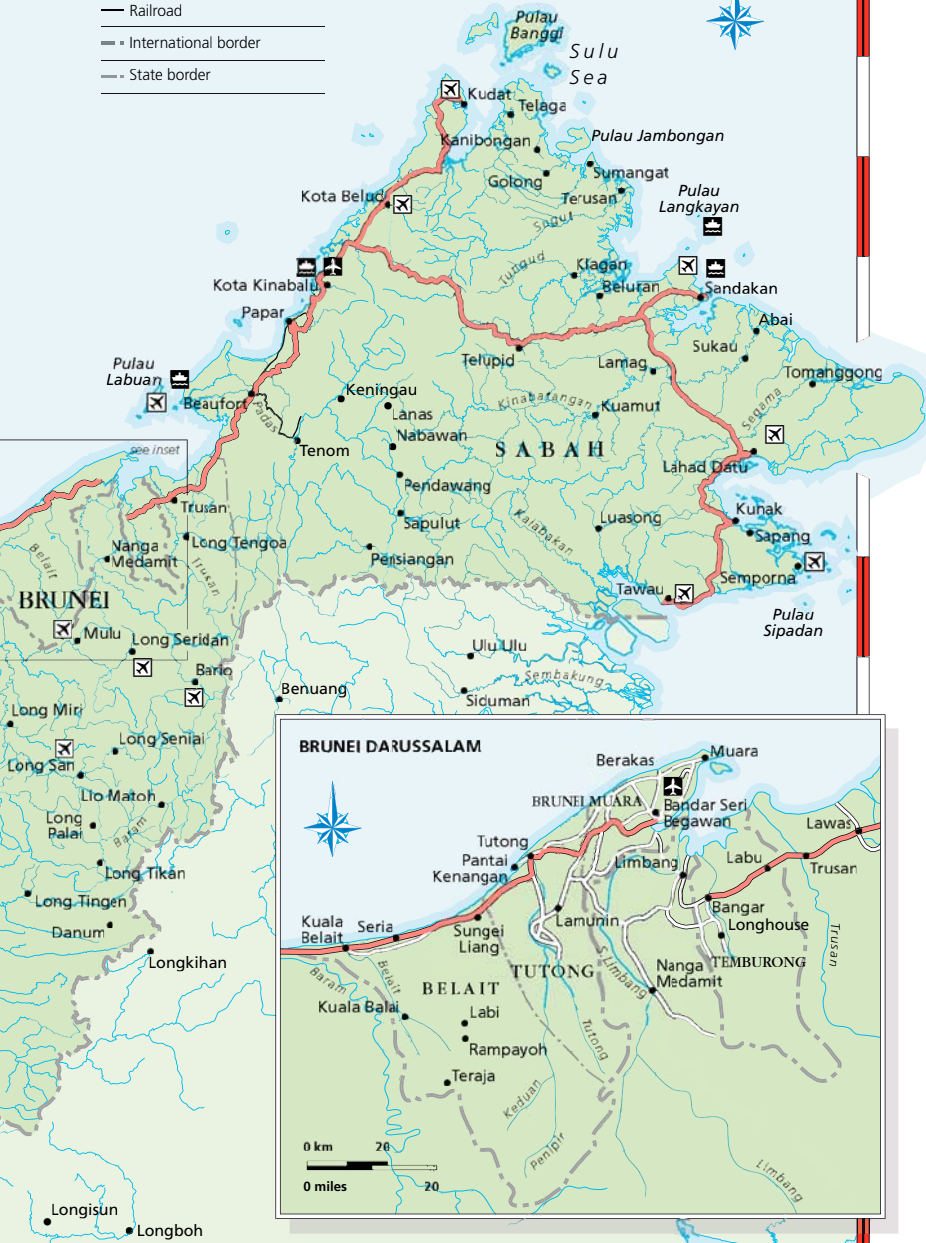 Railroad
International border
State border
Pulau
Banggi
Sulu
Sea
Kudat
Telaga
Kanibongan
Pulau Jambongan
Golong
Sumangat
Terusan
Kota Belud
Pulau
Langkayan
Sugut
Tungud
Klagan
Beluran
Kota Kinabalu
Sandakan
Papar
Abai
Sukau
Telupid
Lamag
Tomanggong
Pulau
Labuan
Beaufort
Padas
Keningau
Lanas
Kinabatangan
Kuamut
Segama
Nabawan
SABAH
Tenom
see inset
Lahad Datu
Pendawang
Trusan
Sapulut
Kalabakan
Luasong
Kunak
Sapang
Belait
Nanga
Medamit
Long Tengoa
Trusan
Persiangan
Semporna
BRUNEI
Tawau
Pulau
Sipadan
Mulu
Long Seridan
Ulu Ulu
Bario
Sembakung
Benuang
Siduman
Long Miri
Long Seniai
Long San
Lio Matoh
Long
Palai
Baram
Long Tikan
Long Tingen
Danum
Longkihan
Longisun
Longboh
BRUNEI DARUSSALAM
Berakas
Muara
BRUNEI MUARA
Bandar Seri
Begawan
Lawas
Tutong
Pantai
Kenangan
Limbang
Labu
Trusan
Bangar
Longhouse
Kuala
Belait
Seria
Sungei
Liang
Lamunin
Trusan
TEMBURONG
TUTONG
S Limbang
Nanga
Medamit
Baram
Belait
BELAIT
Kuala Balai
Labi
Rampayoh
Tutong
Teraja
Keduan
Penipir
Limbang
0 km 20
0 miles 20